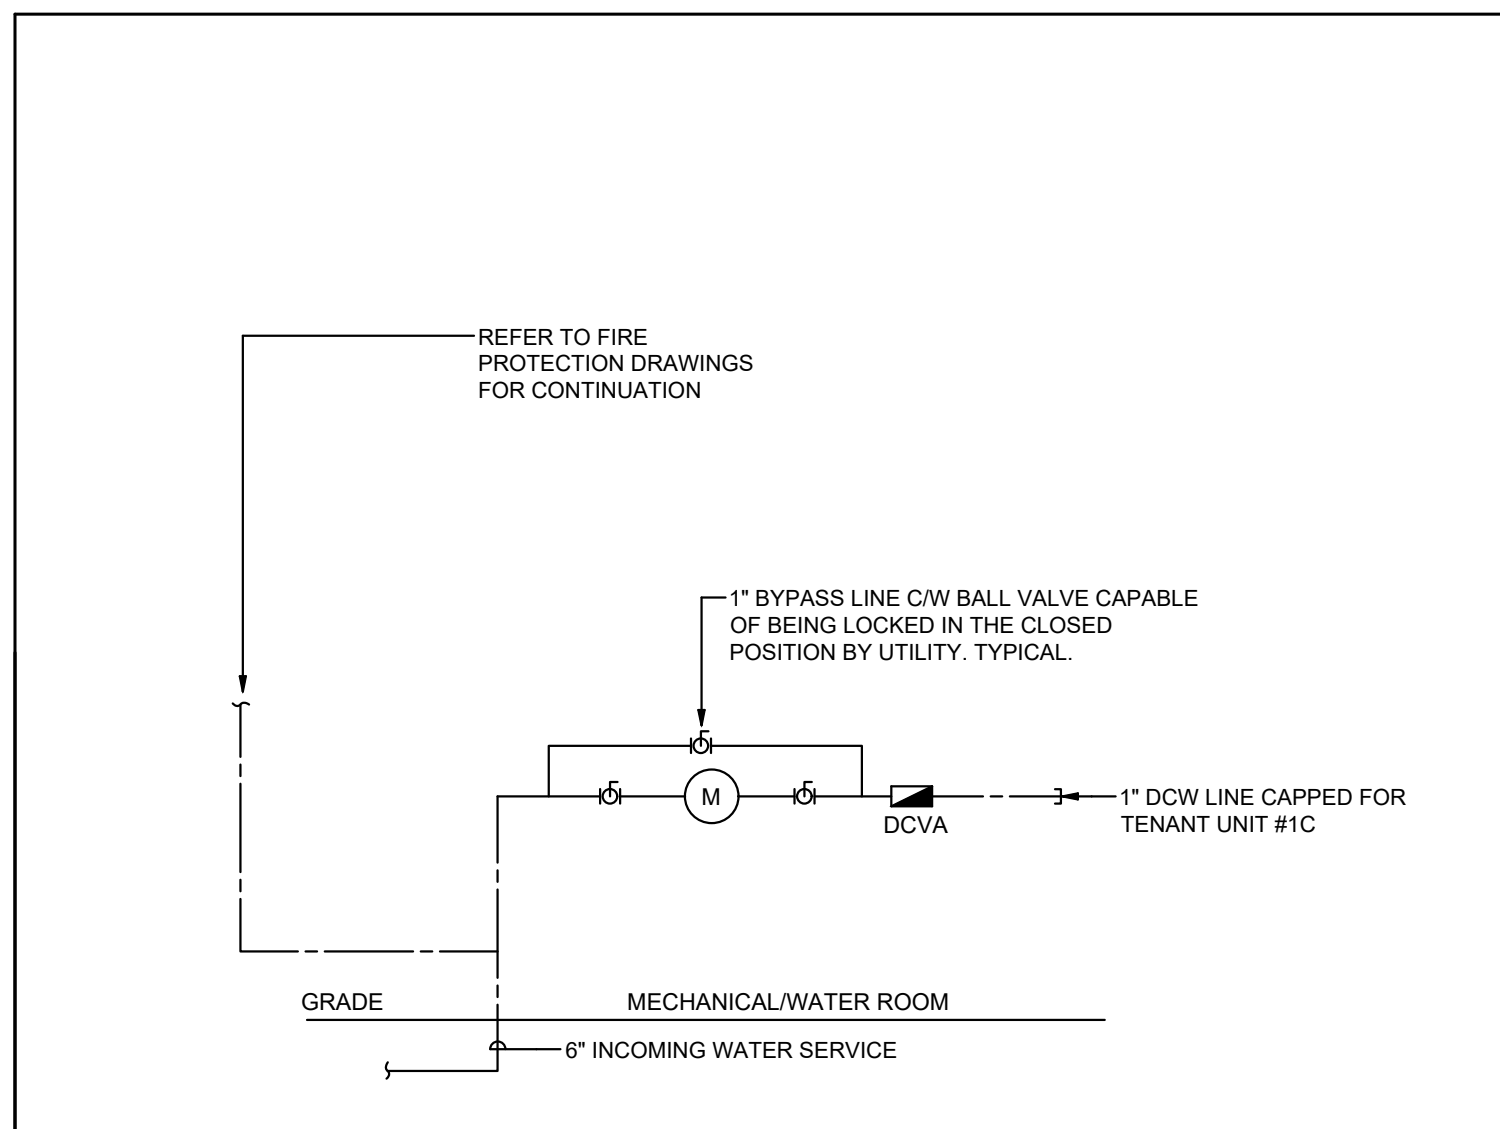 REFER TO FIRE
PROTECTION DRAWINGS
FOR CONTINUATION
1" BYPASS LINE C/W BALL VALVE CAPABLE
OF BEING LOCKED IN THE CLOSED
POSITION BY UTILITY. TYPICAL.
M
DCVA
1" DCW LINE CAPPED FOR
TENANT UNIT #1C
GRADE
MECHANICAL/WATER ROOM
6" INCOMING WATER SERVICE